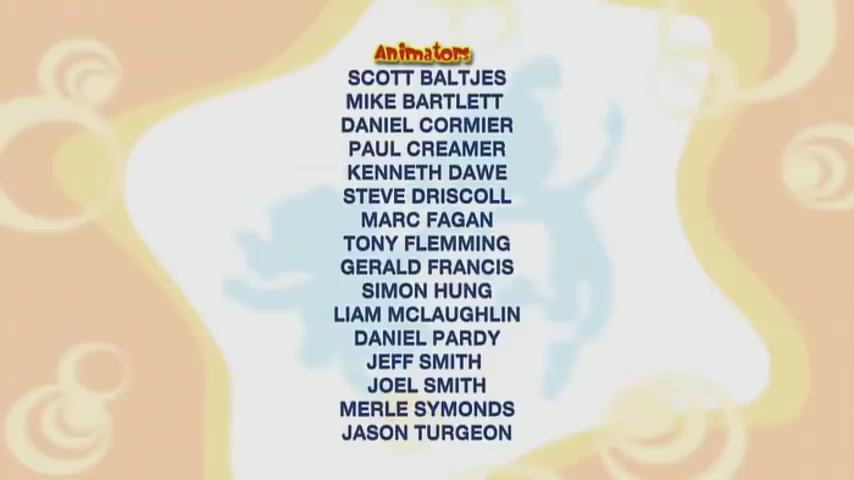 Animators
SCOTT BALTJES
MIKE BARTLETT
DANIEL CORMIER
PAUL CREAMER
KENNETH DAWE
STEVE DRISCOLL
MARC FAGAN
TONY FLEMMING
GERALD FRANCIS
SIMON HUNG
LIAM MCLAUGHLIN
DANIEL PARDY
JEFF SMITH
JOEL SMITH
MERLE SYMONDS
JASON TURGEON